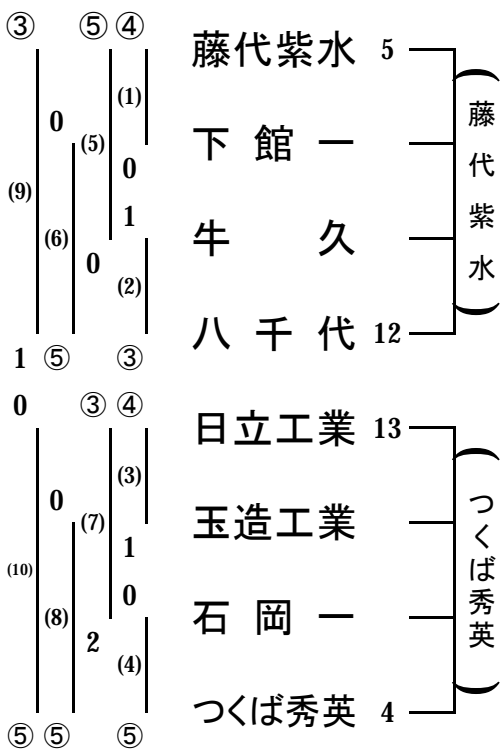 ③ ⑤ ④ 藤代紫水 5
(1)
0 (5) 下館一
0
(9) 1 牛久
(6) 0 (2)
八千代 12
1 ⑤ ③
(藤代紫水)
0 ③ ④ 日立工業 13
(3)
0 (7) 玉造工業
1
(10) 0 石岡一
(8) 2 (4)
つくば秀英 4
⑤ ⑤ ⑤
(つくば秀英)